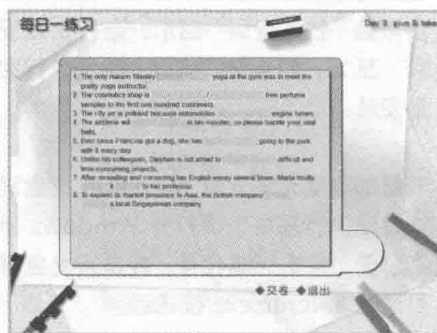 每日一练习
Day 3: give & take
1. The only reason Stanley yoga at the gym was to meet the
pretty yoga instructor.
2. The cosmetics shop is / free perfume
samples to the first one hundred customers.
3. The city air is polluted because automobiles engine fumes.
4. The airplane will in ten minutes, so please buckle your seat
belts.
5. Ever since François got a dog, she has going to the park
with it every day.
6. Unlike his colleagues, Stephen is not afraid to difficult and
time-consuming projects.
7. After rereading and correcting her English essay several times, Maria finally
it to her professor.
8. To expand its market presence in Asia, the British company
a local Singaporean company.
◆交卷 ◆退出